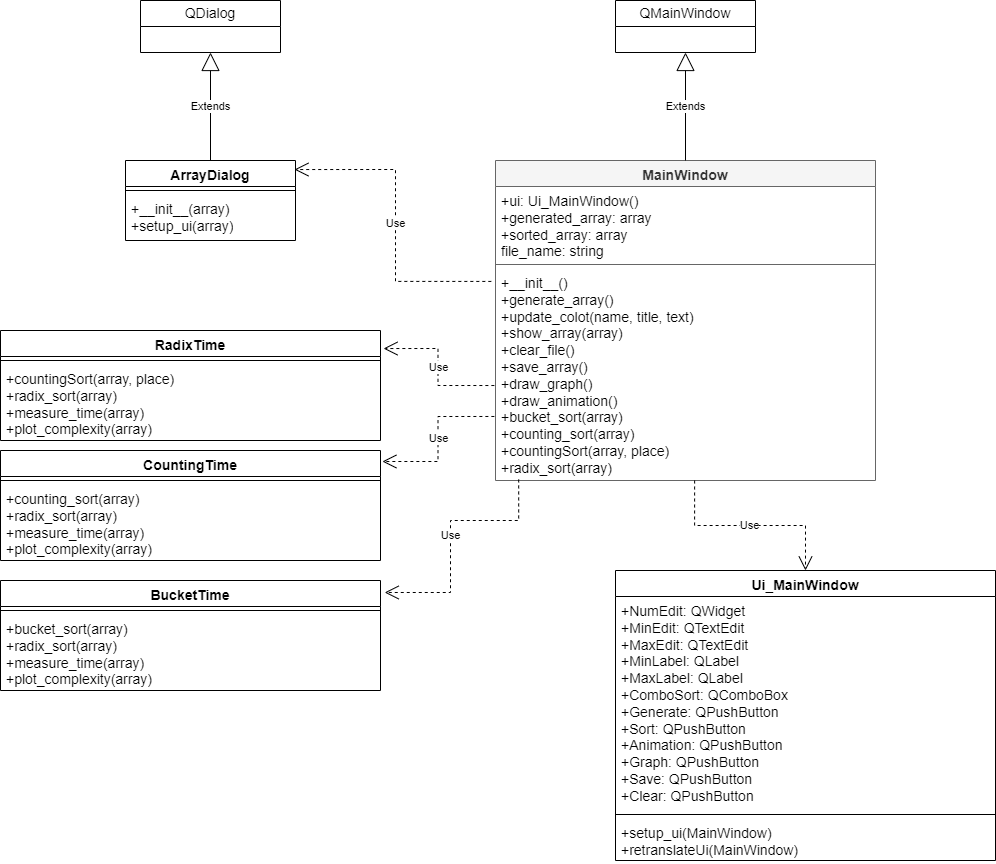 QDialog
QMainWindow
Extends
Extends
ArrayDialog
+__init__(array)
+setup_ui(array)
Use
MainWindow
+ui: Ui_MainWindow()
+generated_array: array
+sorted_array: array
file_name: string
+__init__()
+generate_array()
+update_colot(name, title, text)
+show_array(array)
+clear_file()
+save_array()
+draw_graph()
+draw_animation()
+bucket_sort(array)
+counting_sort(array)
+countingSort(array, place)
+radix_sort(array)
RadixTime
+countingSort(array, place)
+radix_sort(array)
+measure_time(array)
+plot_complexity(array)
Use
Use
CountingTime
+counting_sort(array)
+radix_sort(array)
+measure_time(array)
+plot_complexity(array)
Use
Use
BucketTime
+bucket_sort(array)
+radix_sort(array)
+measure_time(array)
+plot_complexity(array)
Ui_MainWindow
+NumEdit: QWidget
+MinEdit: QTextEdit
+MaxEdit: QTextEdit
+MinLabel: QLabel
+MaxLabel: QLabel
+ComboSort: QComboBox
+Generate: QPushButton
+Sort: QPushButton
+Animation: QPushButton
+Graph: QPushButton
+Save: QPushButton
+Clear: QPushButton
+setup_ui(MainWindow)
+retranslateUi(MainWindow)